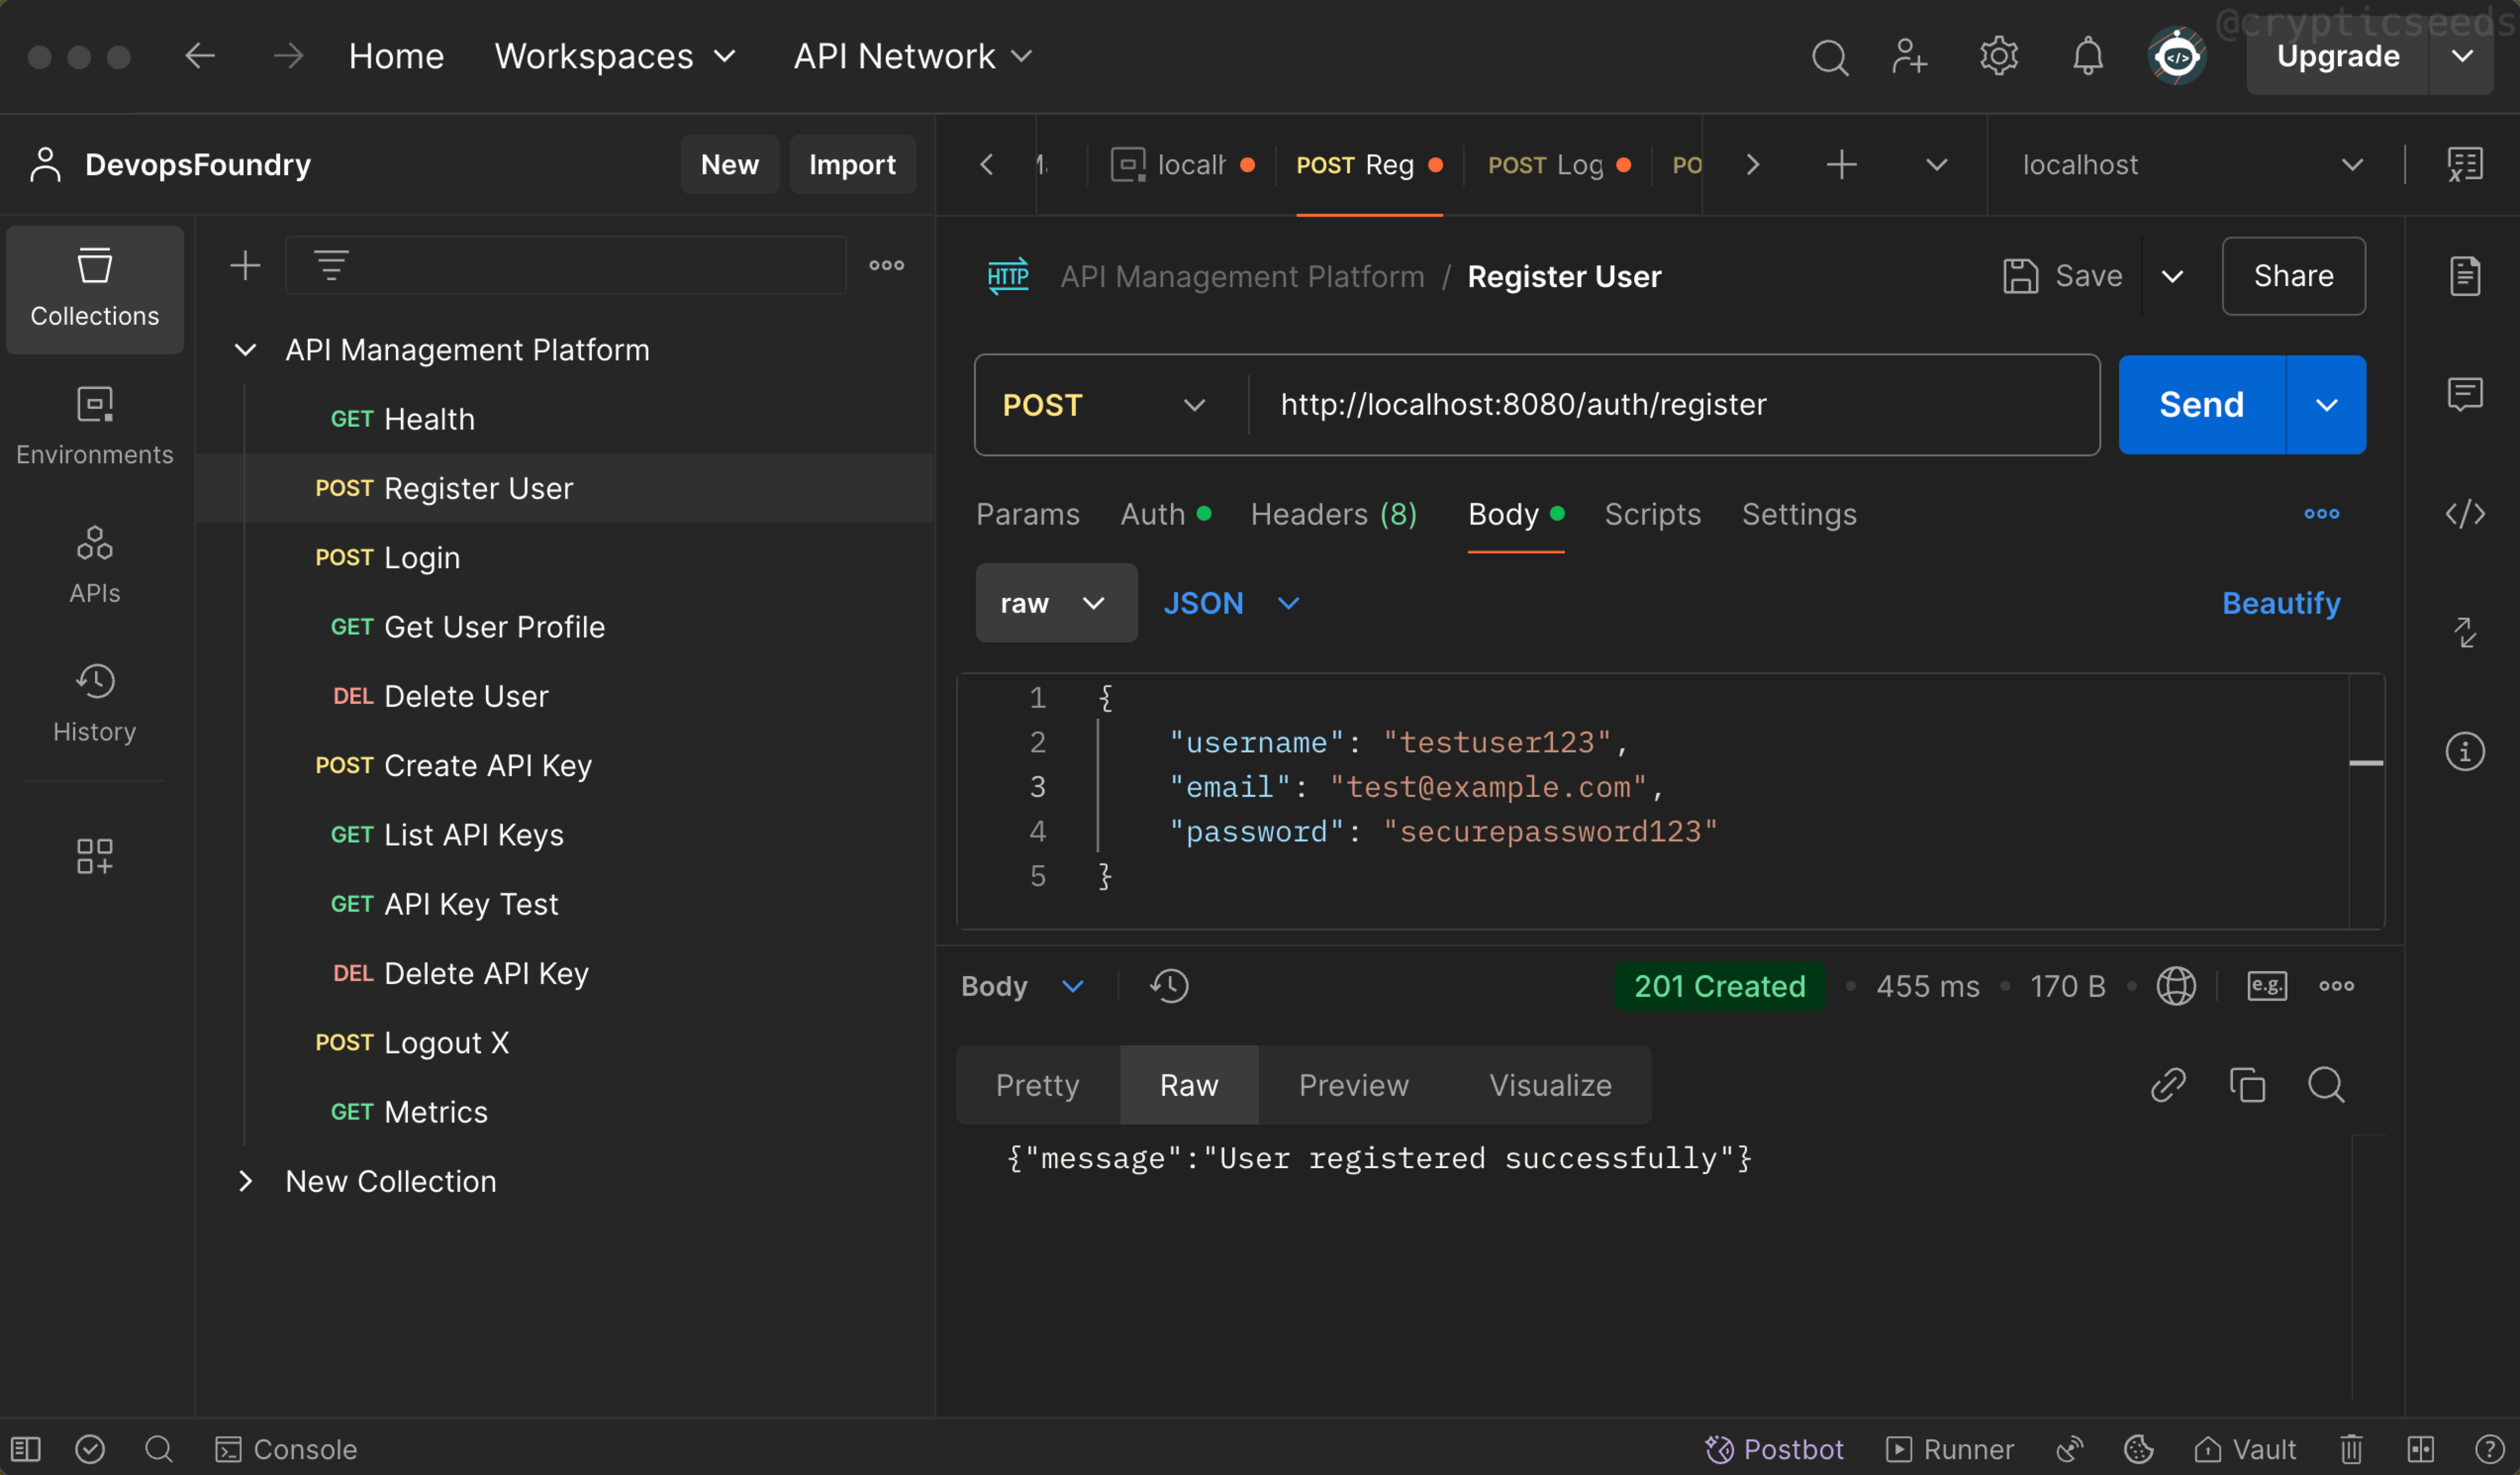 @crypticseeds
Home Workspaces API Network Upgrade
DevopsFoundry New Import
POST Reg POST Log localhost
Collections
Environments
APIs
History
API Management Platform
GET Health
POST Register User
POST Login
GET Get User Profile
DEL Delete User
POST Create API Key
GET List API Keys
GET API Key Test
DEL Delete API Key
POST Logout X
GET Metrics
New Collection
HTTP API Management Platform / Register User Save Share
POST http://localhost:8080/auth/register Send
Params Auth Headers (8) Body Scripts Settings
raw JSON Beautify
1 {
2 "username": "testuser123",
3 "email": "test@example.com",
4 "password": "securepassword123"
5 }
Body 201 Created 455 ms 170 B e.g.
Pretty Raw Preview Visualize
{"message":"User registered successfully"}
Console Postbot Runner Vault